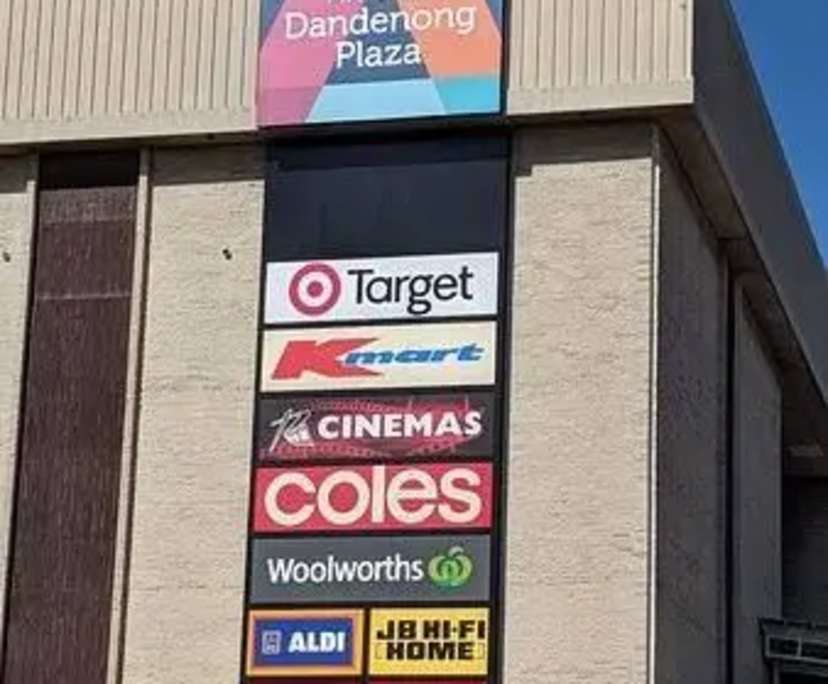 Dandenong
Plaza
Target
Kmart
CINEMAS
coles
Woolworths
ALDI
JB HI-FI
HOME